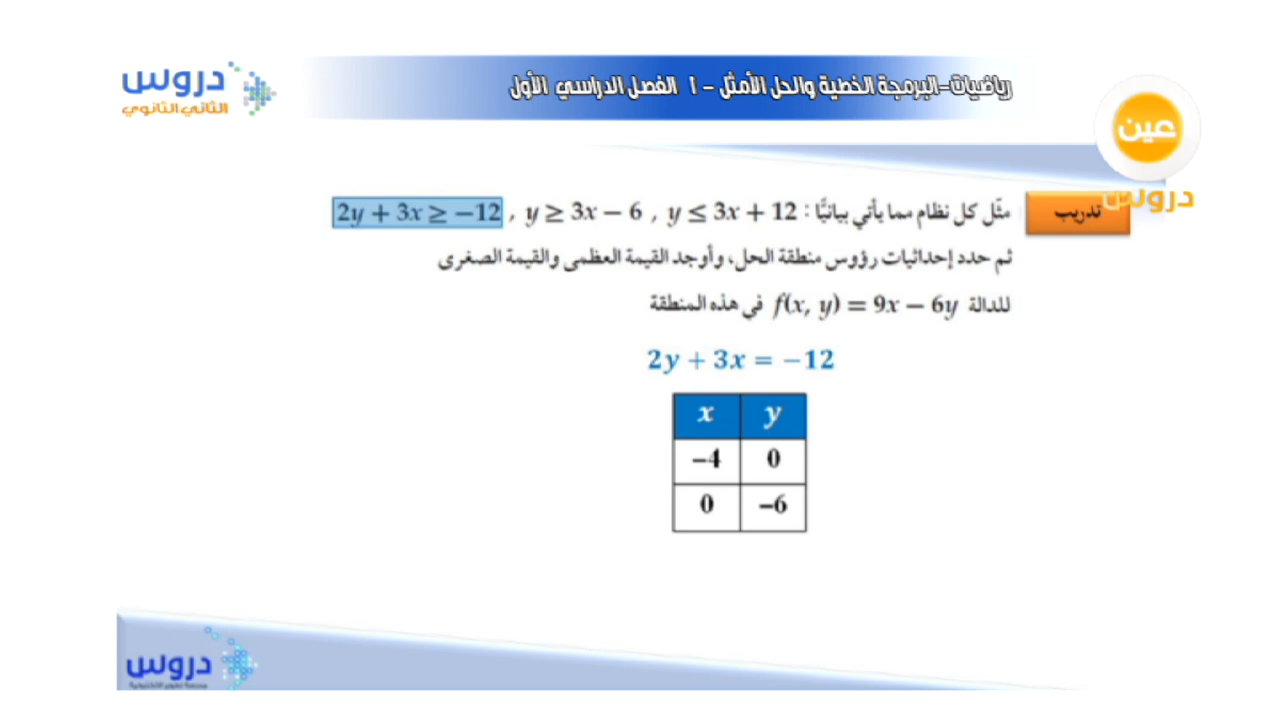 دروس
الثاني الثانوي
رياضيات-البرمجة الخطية والحل الأمثل - ٢ الفصل الدراسي الأول
عين
دروس
تدريب
مثّل كل نظام مما يأتي بيانيًّا : y ≤ 3x + 12 , y ≥ 3x − 6 , 2y + 3x ≥ −12
ثم حدد إحداثيات رؤوس منطقة الحل، وأوجد القيمة العظمى والقيمة الصغرى
للدالة f(x, y) = 9x − 6y في هذه المنطقة
2y + 3x = −12
x y
−4 0
0 −6
دروس